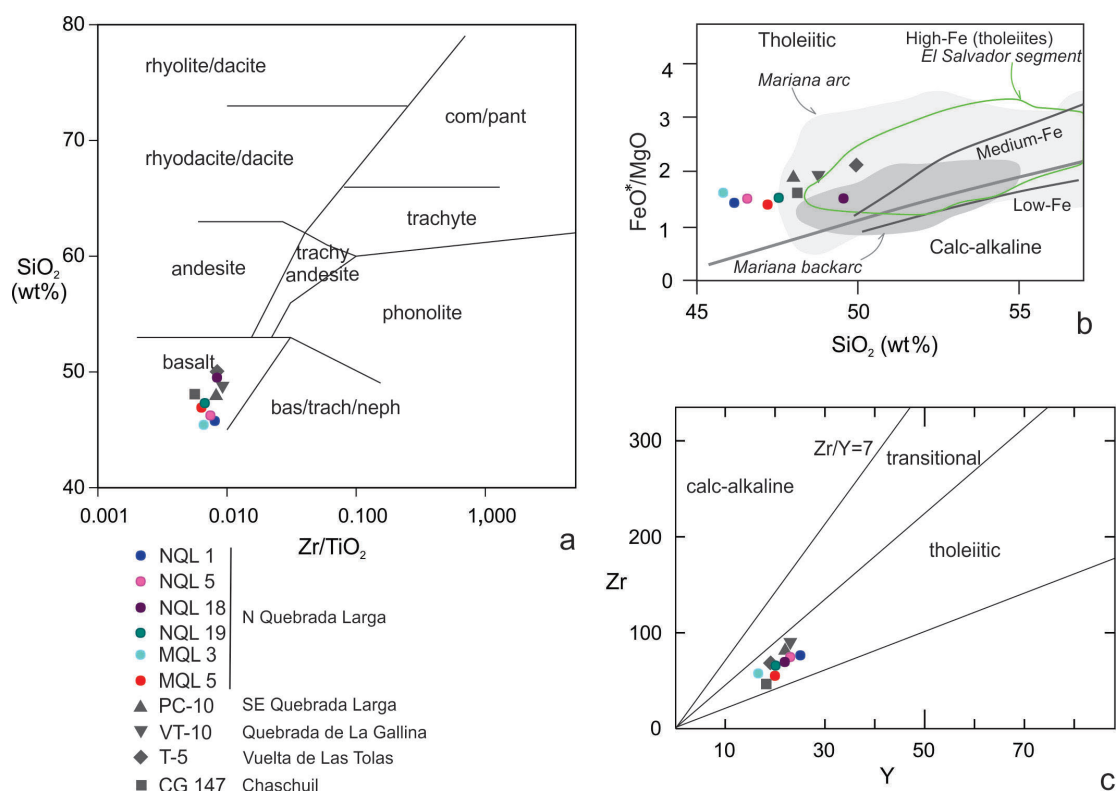 80
70
60
50
40
SiO₂
(wt%)
rhyolite/dacite
rhyodacite/dacite
com/pant
trachyte
andesite
trachy
andesite
phonolite
basalt
bas/trach/neph
0.001
0.010
0.100
1,000
Zr/TiO₂
a
NQL 1
NQL 5
NQL 18
NQL 19
MQL 3
MQL 5
N Quebrada Larga
PC-10 SE Quebrada Larga
VT-10 Quebrada de La Gallina
T-5 Vuelta de Las Tolas
CG 147 Chaschuil
4
3
2
1
0
FeO*/MgO
Tholeiitic
High-Fe (tholeiites)
El Salvador segment
Mariana arc
Medium-Fe
Low-Fe
Calc-alkaline
Mariana backarc
45
50
55
SiO₂ (wt%)
b
300
200
100
0
Zr
Zr/Y=7
transitional
calc-alkaline
tholeiitic
10
30
50
70
Y
c